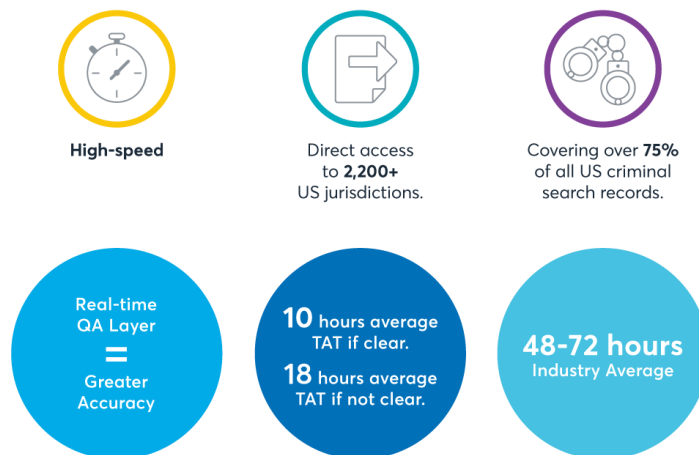 High-speed
Direct access
to 2,200+
US jurisdictions.
Covering over 75%
of all US criminal
search records.
Real-time
QA Layer
=
Greater
Accuracy
10 hours average
TAT if clear.
18 hours average
TAT if not clear.
48-72 hours
Industry Average